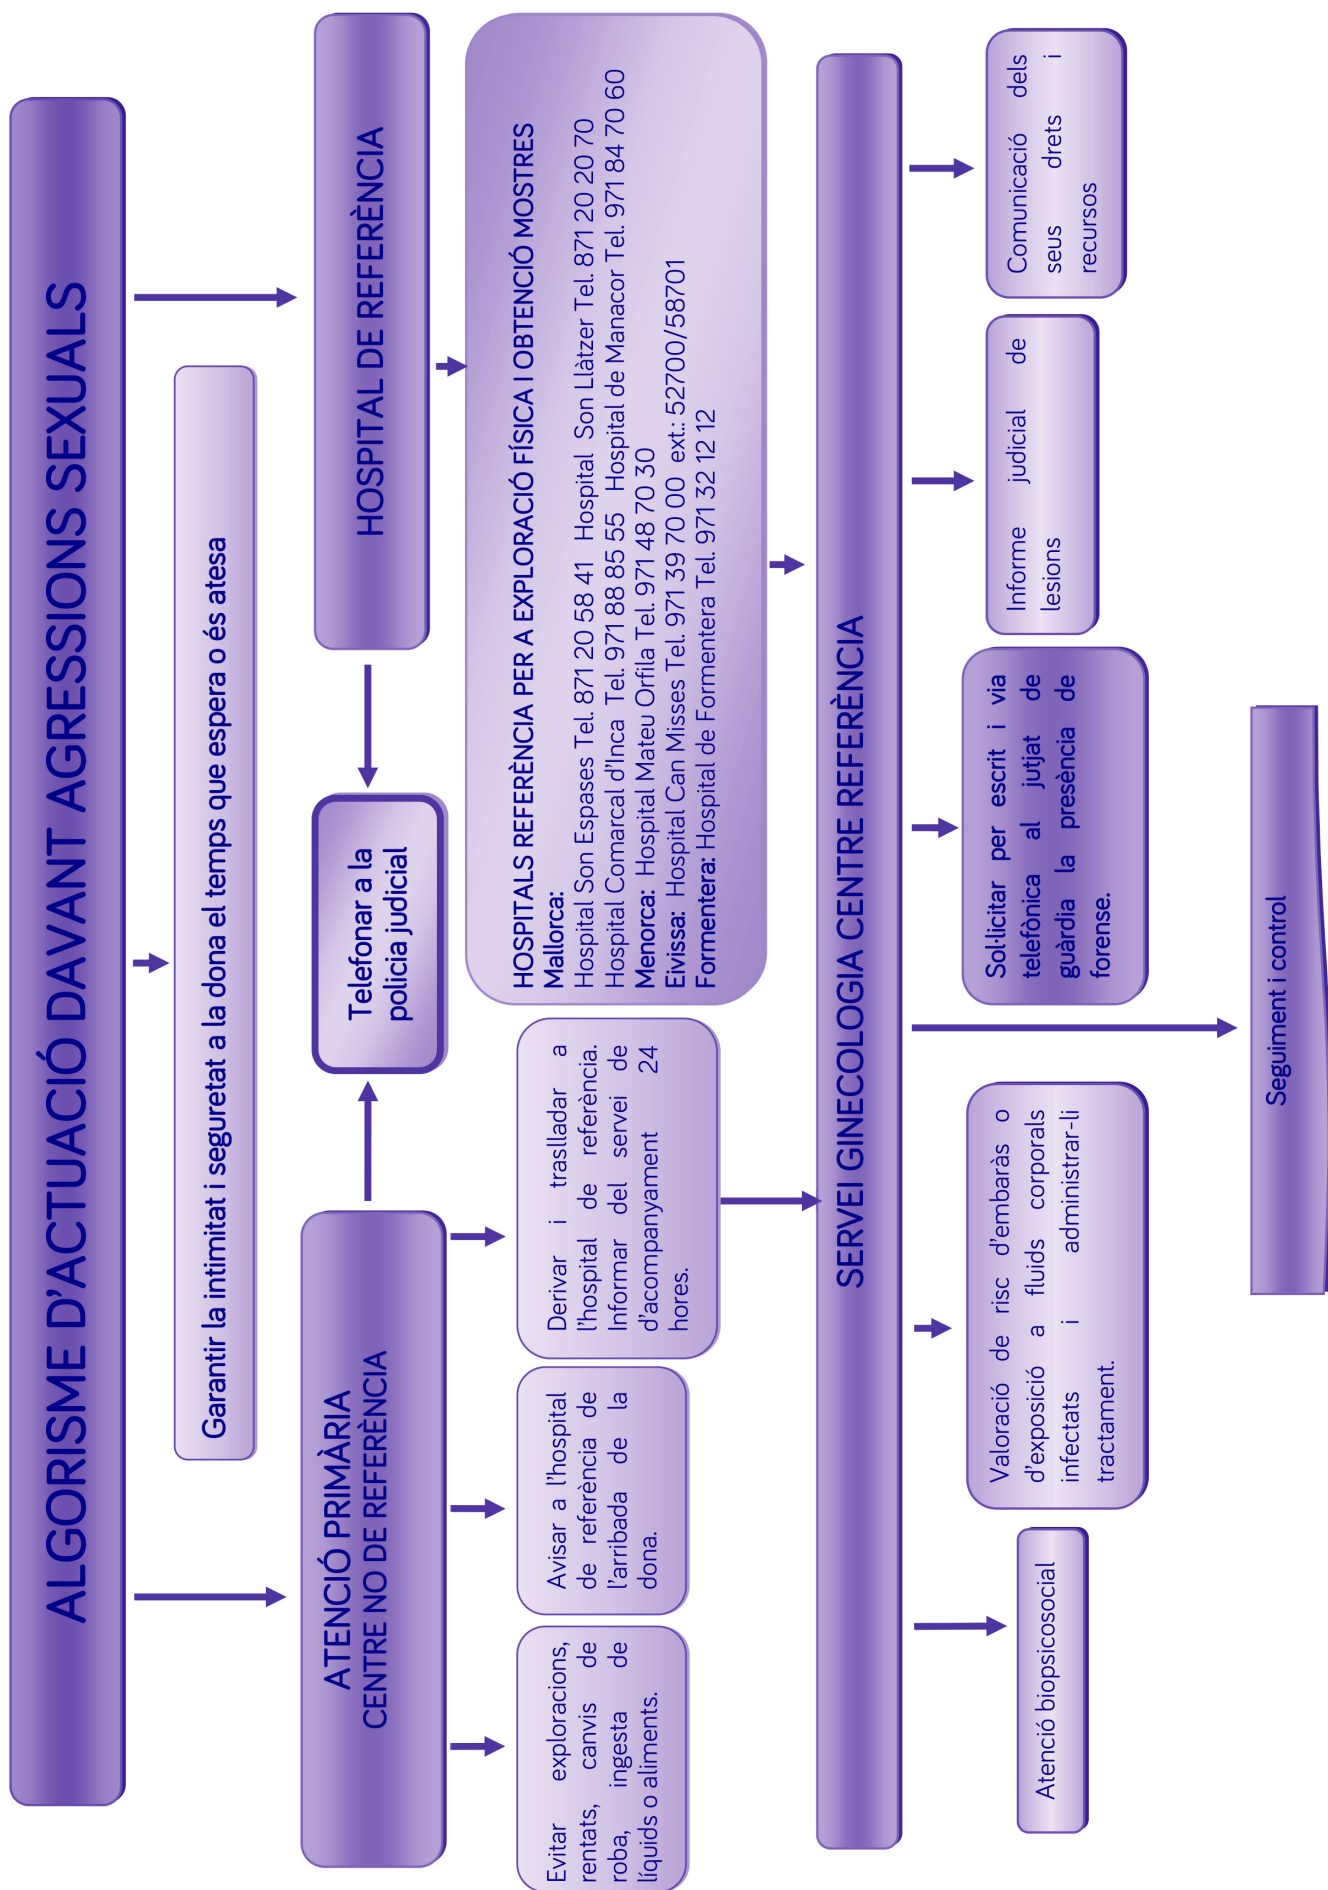 ALGORISME D'ACTUACIÓ DAVANT AGRESSIONS SEXUALS
Garantir la intimitat i seguretat a la dona el temps que espera o és atesa
ATENCIÓ PRIMÀRIA
CENTRE NO DE REFERÈNCIA
Telefonar a la
policia judicial
HOSPITAL DE REFERÈNCIA
Evitar exploracions,
rentats, canvis de
roba, ingesta de
líquids o aliments.
Avisar a l'hospital
de referència de
l'arribada de la
dona.
Derivar i traslladar a
l'hospital de referència.
Informar del servei de
d'acompanyament 24
hores.
HOSPITALS REFERÈNCIA PER A EXPLORACIÓ FÍSICA I OBTENCIÓ MOSTRES
Mallorca:
Hospital Son Espases Tel. 871 20 58 41 Hospital Son Llàtzer Tel. 871 20 20 70
Hospital Comarcal d'Inca Tel. 971 88 85 55 Hospital de Manacor Tel. 971 84 70 60
Menorca: Hospital Mateu Orfila Tel. 971 48 70 30
Eivissa: Hospital Can Misses Tel. 971 39 70 00 ext.: 52700/58701
Formentera: Hospital de Formentera Tel. 971 32 12 12
SERVEI GINECOLOGIA CENTRE REFERÈNCIA
Atenció biopsicosocial
Valoració de risc d'embaràs o
d'exposició a fluids corporals
infectats i administrar-li
tractament.
Sol·licitar per escrit i via
telefònica al jutjat de
guàrdia la presència de
forense.
Informe judicial de
lesions
Comunicació dels
seus drets i
recursos
Seguiment i control